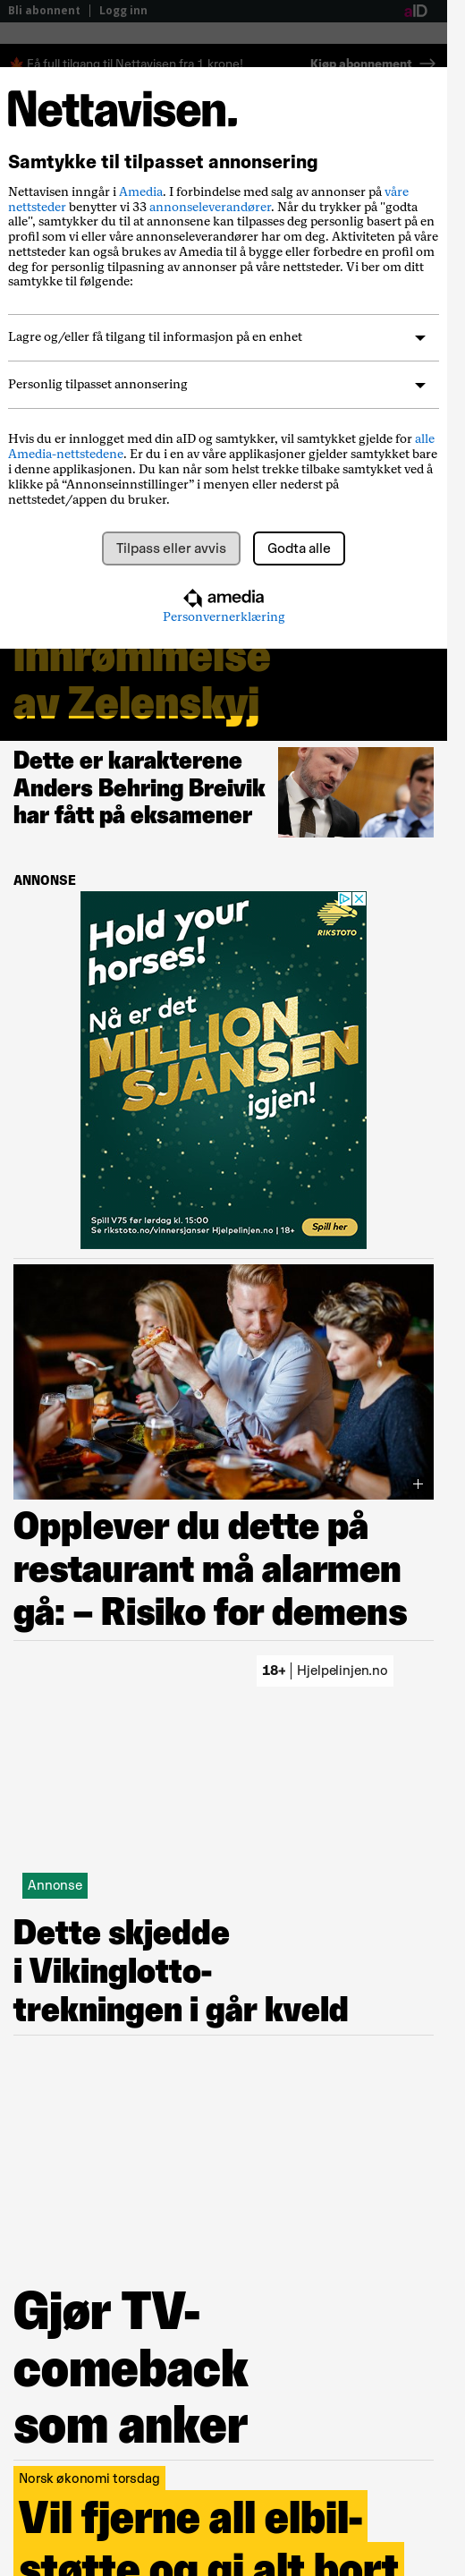 Bli abonnent | Logg inn
aID
Få full tilgang til Nettavisen fra 1 krone!
Kjøp abonnement
Nettavisen.
Samtykke til tilpasset annonsering
Nettavisen inngår i Amedia. I forbindelse med salg av annonser på våre
nettsteder benytter vi 33 annonseleverandører. Når du trykker på "godta
alle", samtykker du til at annonsene kan tilpasses deg personlig basert på en
profil som vi eller våre annonseleverandører har om deg. Aktiviteten på våre
nettsteder kan også brukes av Amedia til å bygge eller forbedre en profil om
deg for personlig tilpasning av annonser på våre nettsteder. Vi ber om ditt
samtykke til følgende:
Lagre og/eller få tilgang til informasjon på en enhet
Personlig tilpasset annonsering
Hvis du er innlogget med din aID og samtykker, vil samtykket gjelde for alle
Amedia-nettstedene. Er du i en av våre applikasjoner gjelder samtykket bare
i denne applikasjonen. Du kan når som helst trekke tilbake samtykket ved å
klikke på “Annonseinnstillinger” i menyen eller nederst på
nettstedet/appen du bruker.
Tilpass eller avvis
Godta alle
amedia
Personvernerklæring
innrømmelse
av Zelenskyj
Dette er karakterene
Anders Behring Breivik
har fått på eksamener
ANNONSE
Hold your
horses!
RIKSTOTO
Nå er det
MILLION
SJANSEN
igjen!
Spill V75 før lørdag kl. 15:00
Se rikstoto.no/vinnersjanser Hjelpelinjen.no | 18+
Spill her
Opplever du dette på
restaurant må alarmen
gå: – Risiko for demens
18+ | Hjelpelinjen.no
Annonse
Dette skjedde
i Vikinglotto-
trekningen i går kveld
Gjør TV-
comeback
som anker
Norsk økonomi torsdag
Vil fjerne all elbil-
støtte og gi alt bort